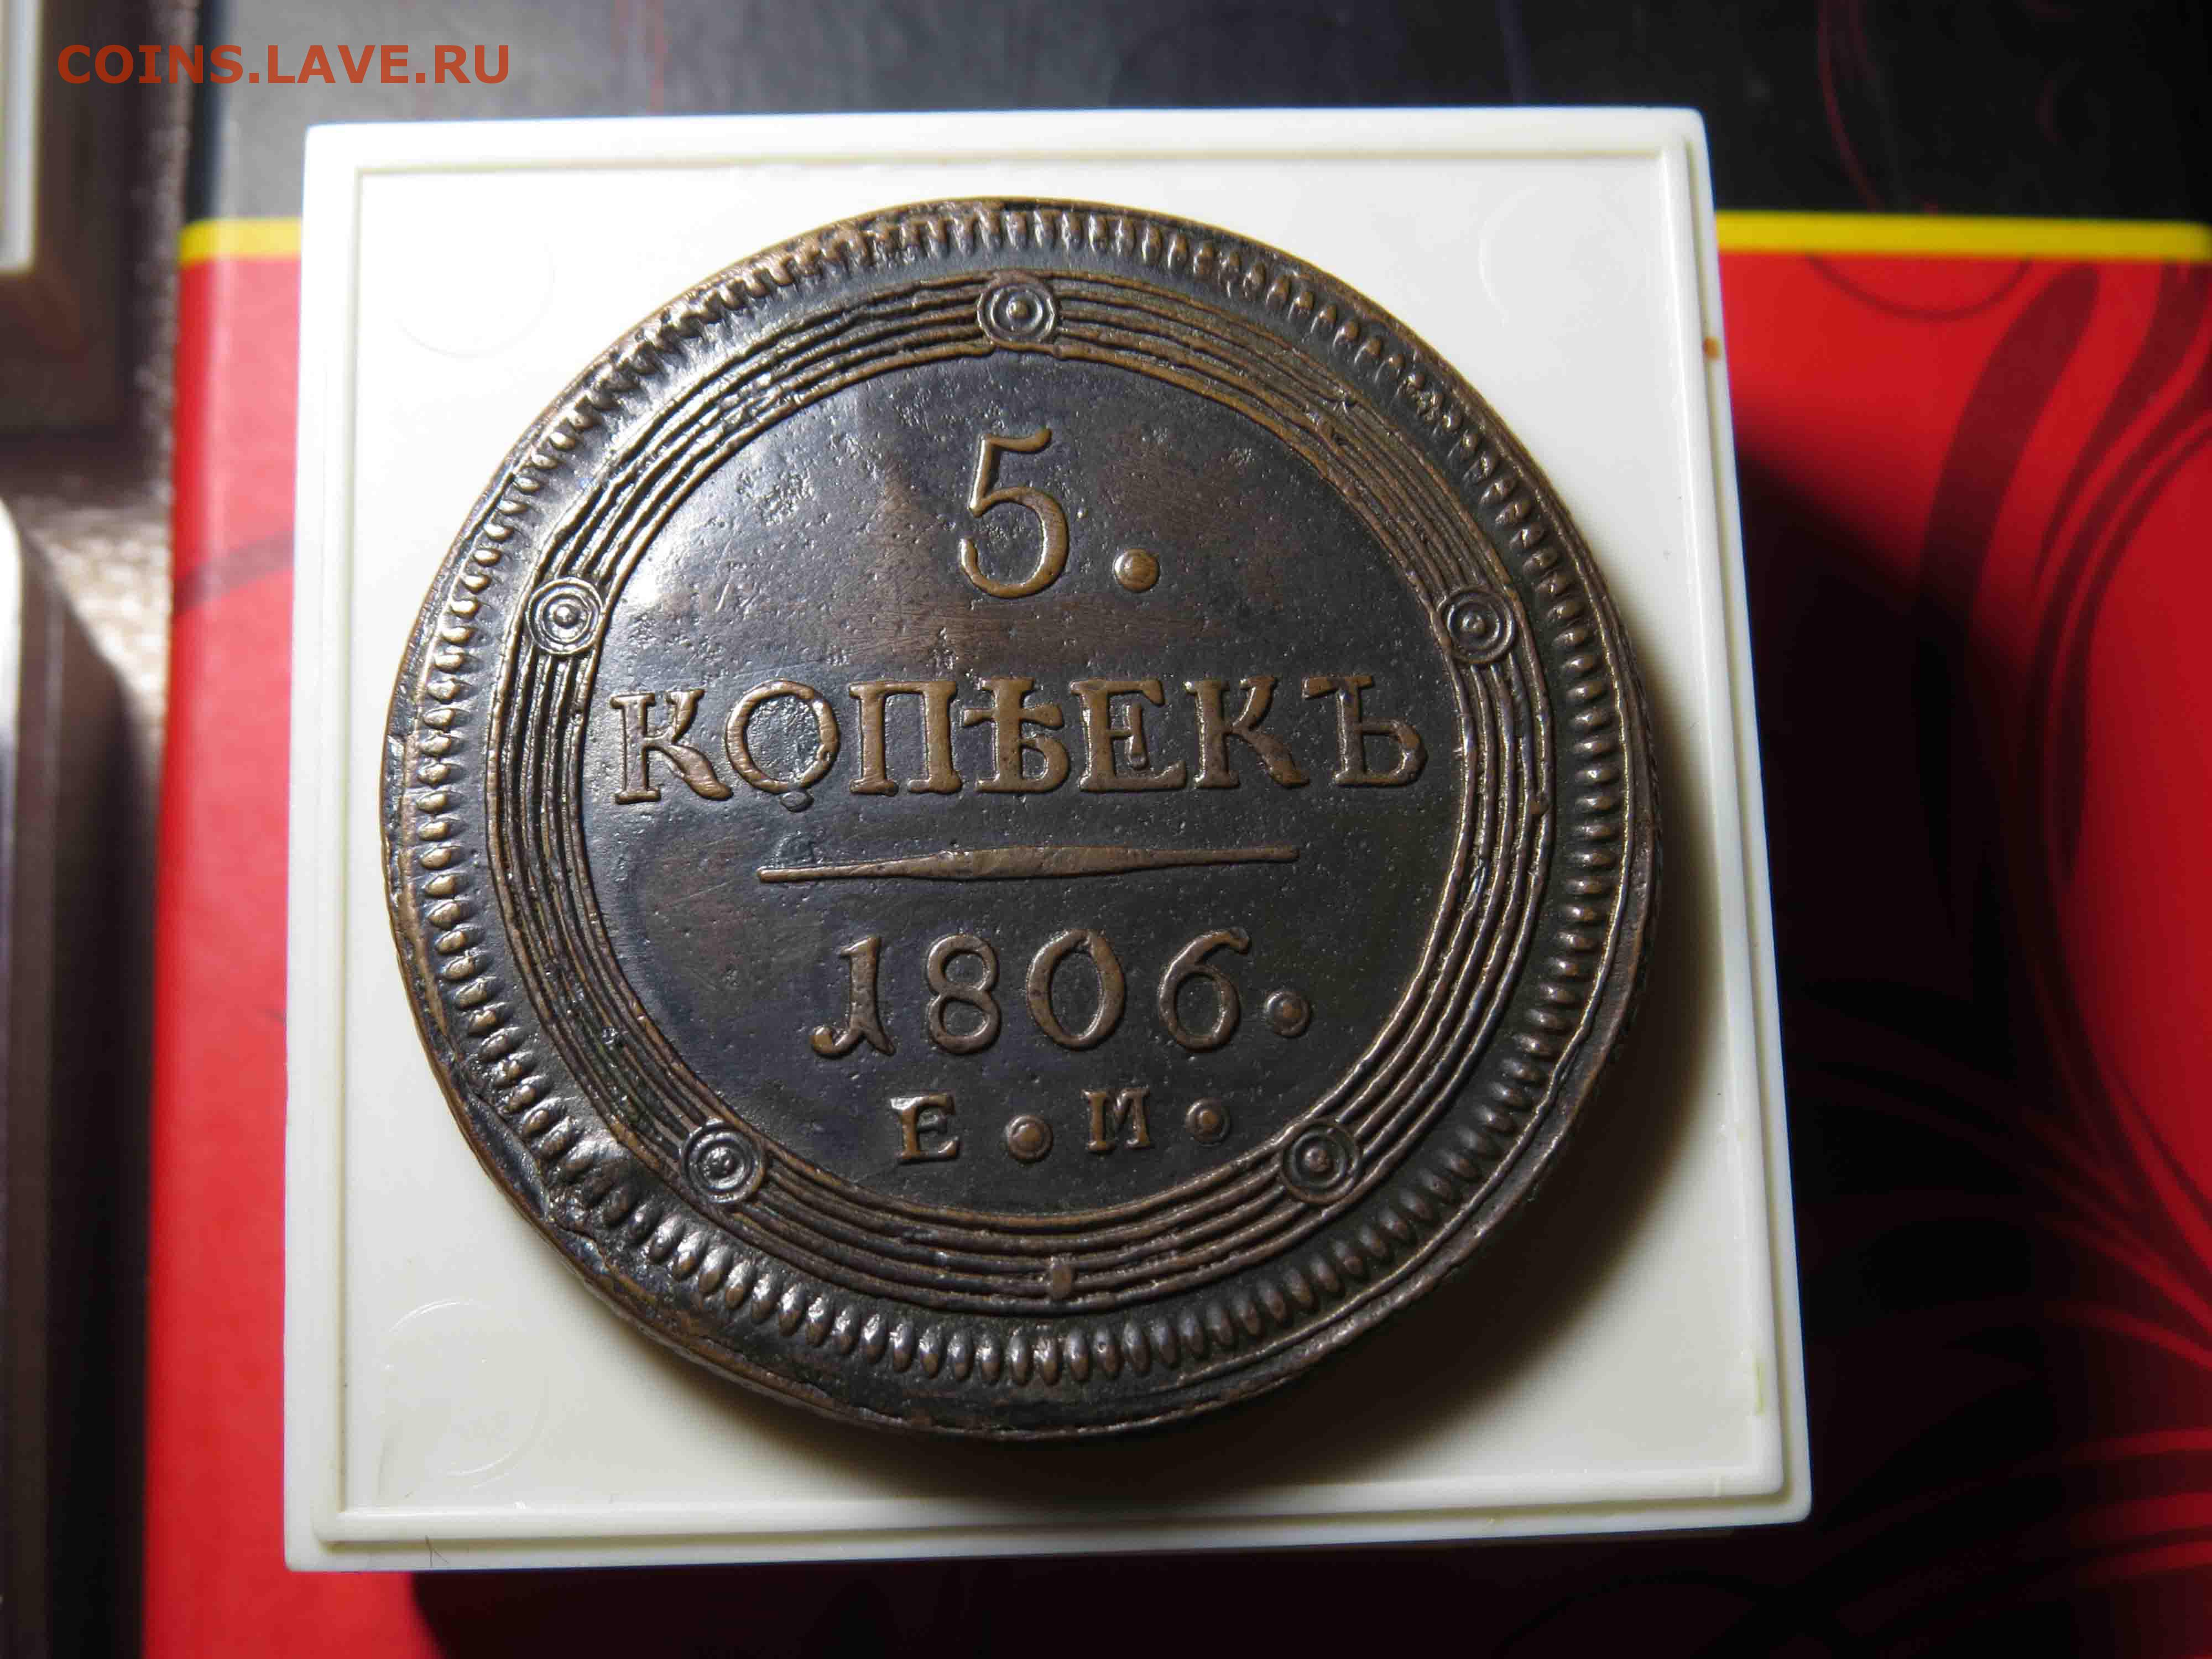 COINS.LAVE.RU
5.
КОПѢЕКЪ
1806.
Е • М •